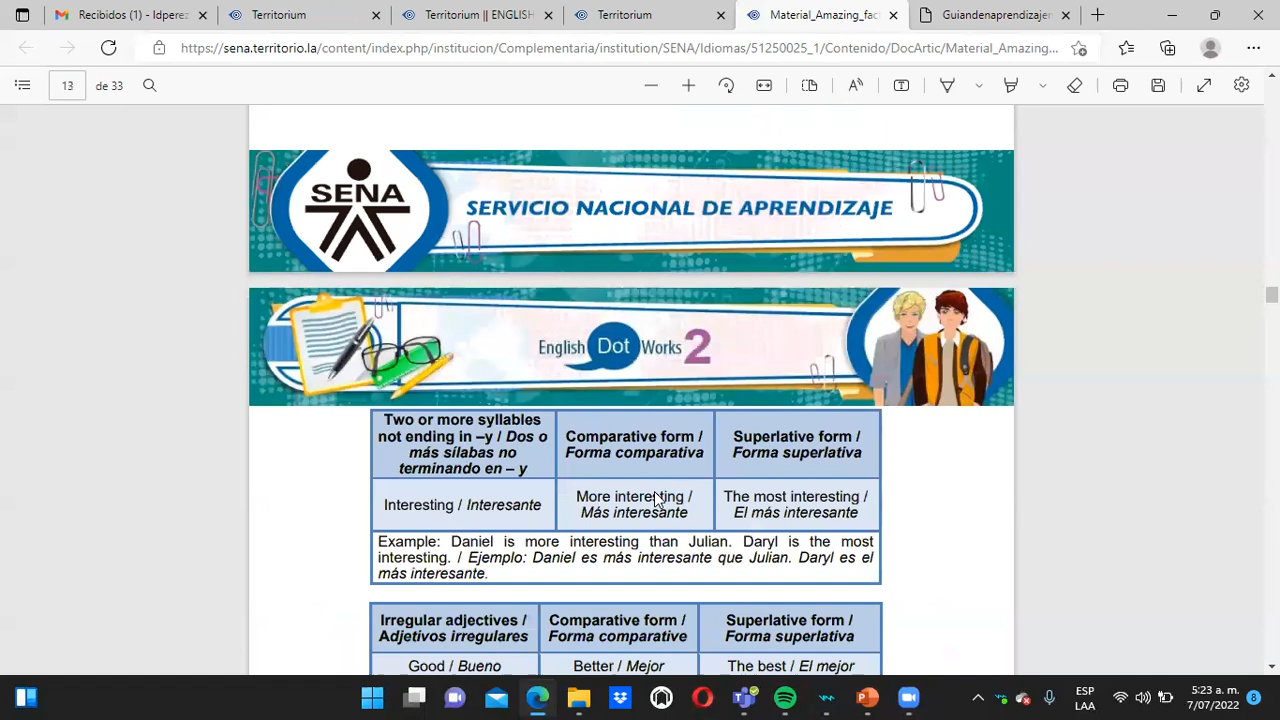 Recibidos (1) - Idperez
Territorium
Territorium || ENGLISH
Territorium
Material_Amazing_fac
Guiandenaprendizaje
https://sena.territorio.la/content/index.php/institucion/Complementaria/institution/SENA/Idiomas/51250025_1/Contenido/DocArtic/Material_Amazing...
13 de 33
SENA
SERVICIO NACIONAL DE APRENDIZAJE
English Dot Works 2
Two or more syllables
not ending in –y / Dos o
más sílabas no
terminando en – y
Comparative form /
Forma comparativa
Superlative form /
Forma superlativa
Interesting / Interesante
More interesting /
Más interesante
The most interesting /
El más interesante
Example: Daniel is more interesting than Julian. Daryl is the most
interesting. / Ejemplo: Daniel es más interesante que Julian. Daryl es el
más interesante.
Irregular adjectives /
Adjetivos irregulares
Comparative form /
Forma comparative
Superlative form /
Forma superlativa
Good / Bueno
Better / Mejor
The best / El mejor
ESP
LAA
5:23 a. m.
7/07/2022
8